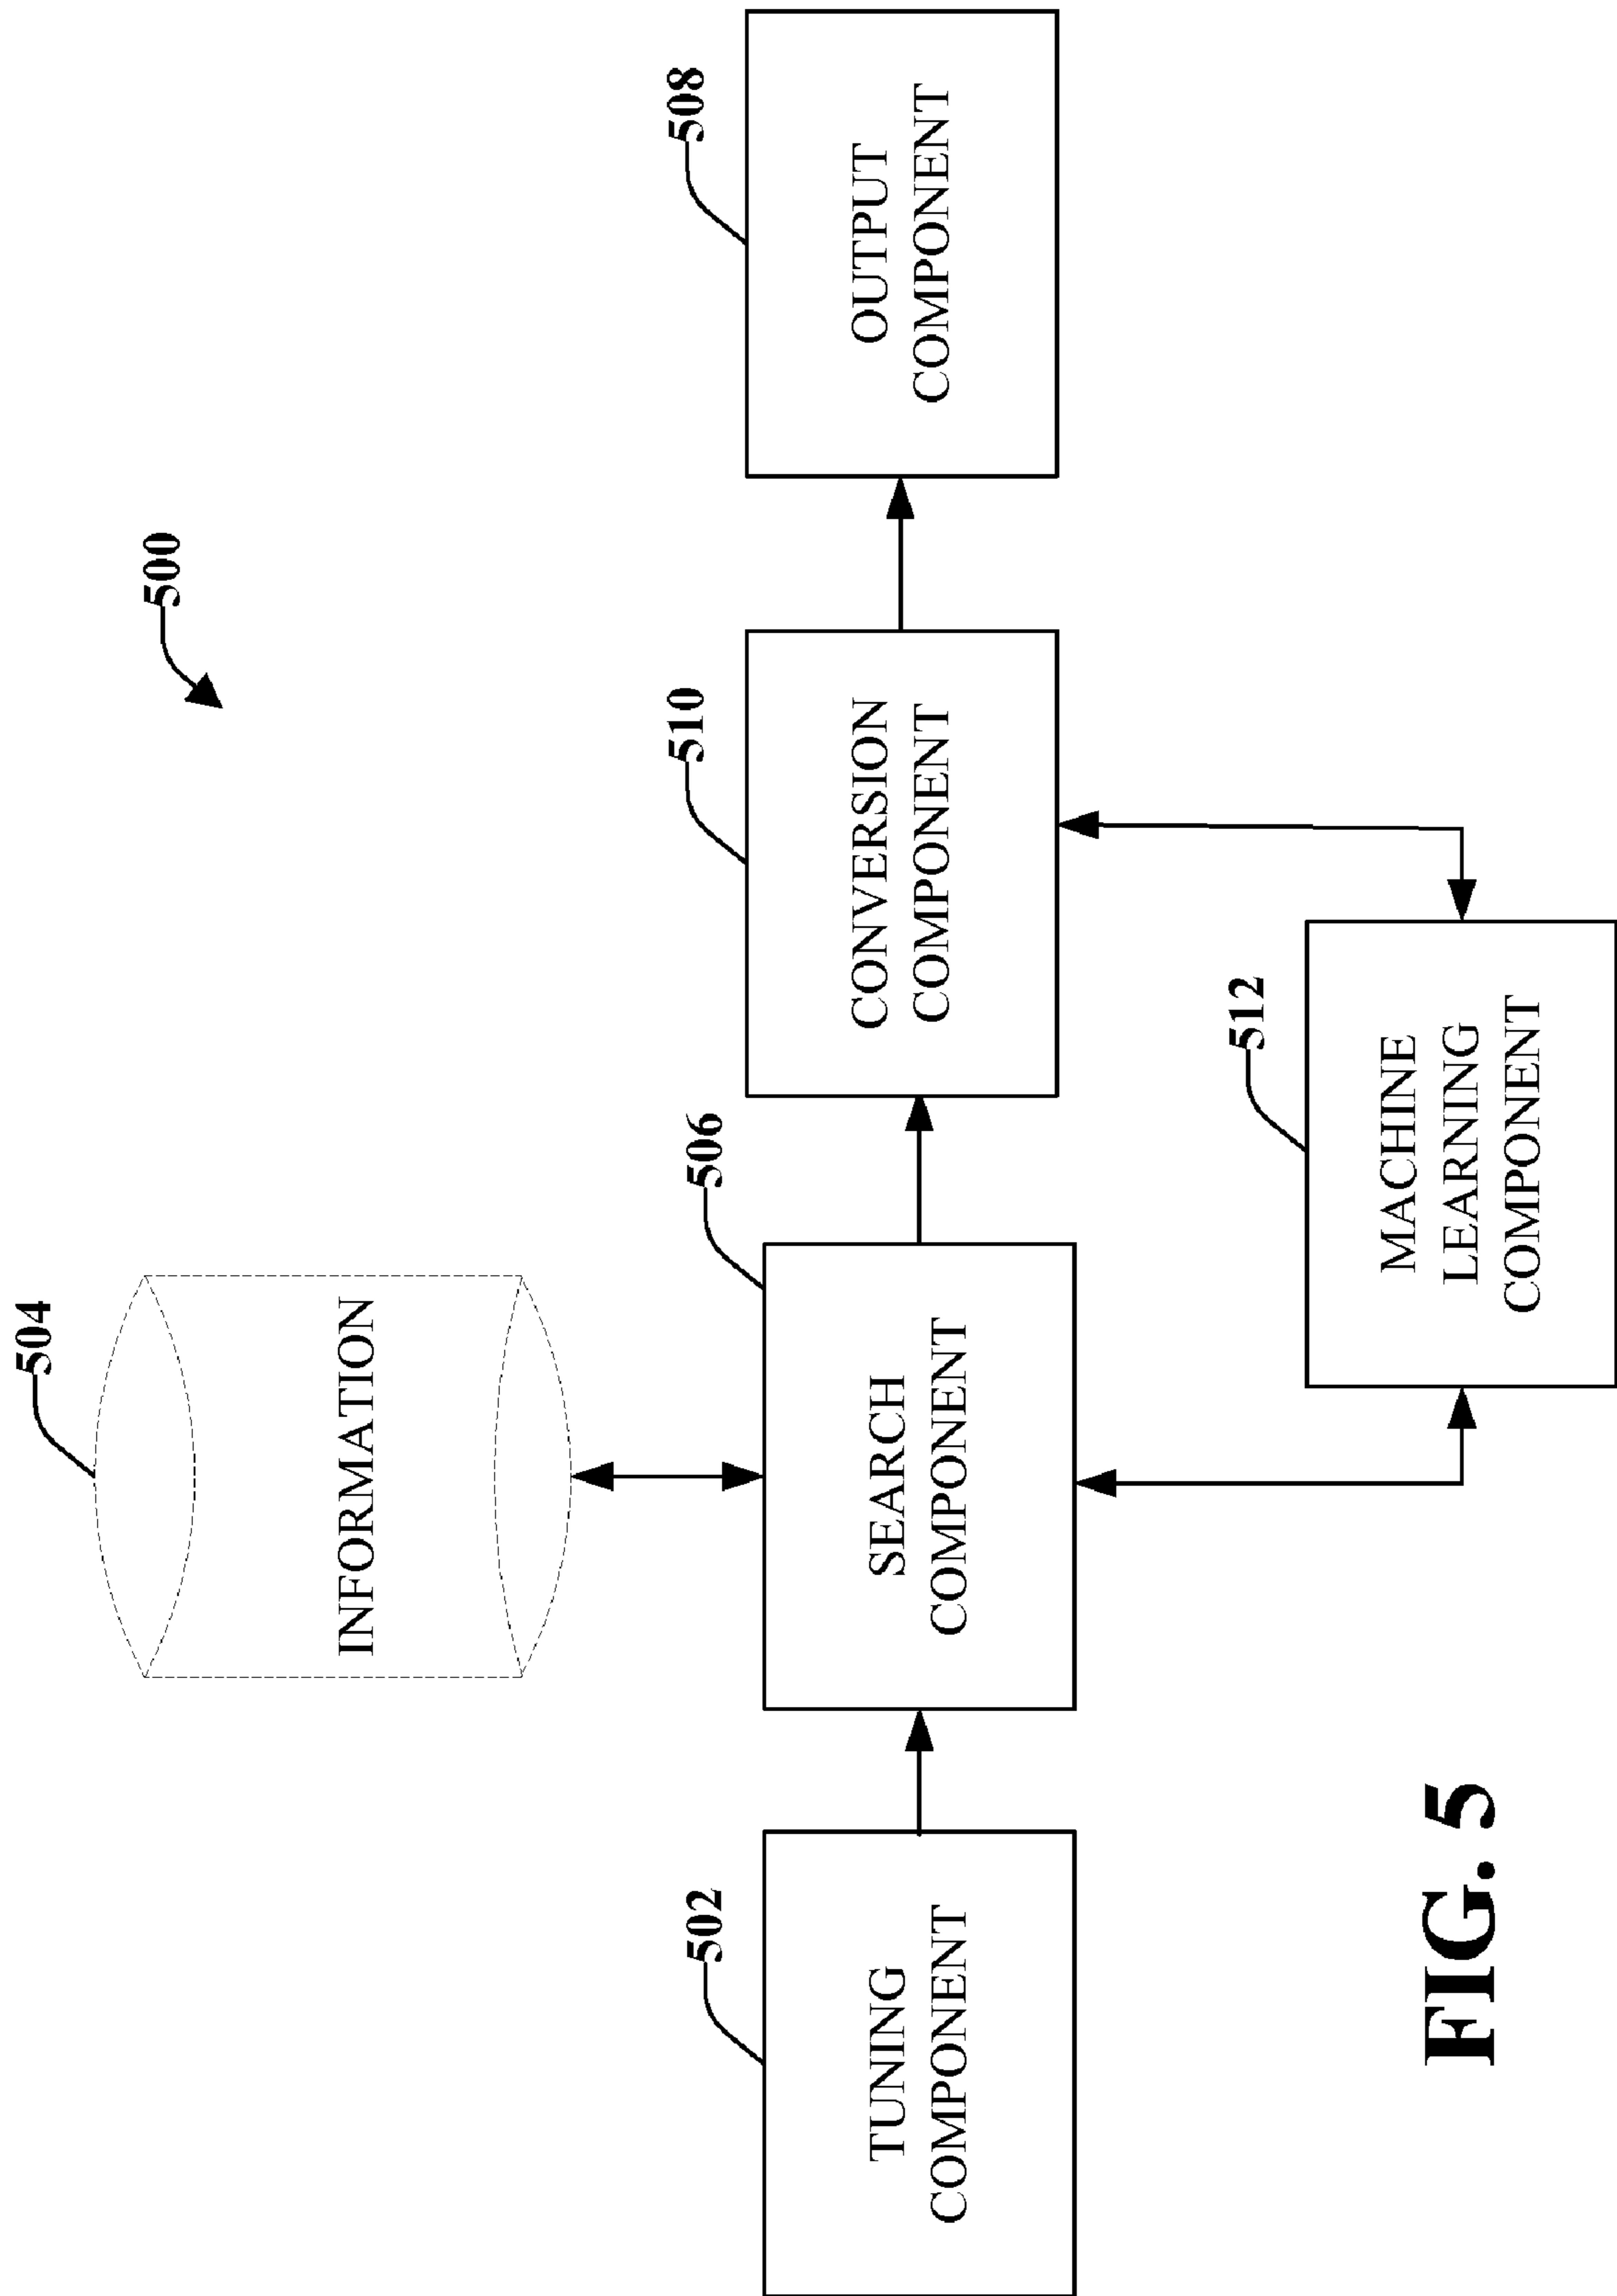 500
504
INFORMATION
502
TUNING
COMPONENT
506
SEARCH
COMPONENT
510
CONVERSION
COMPONENT
508
OUTPUT
COMPONENT
512
MACHINE
LEARNING
COMPONENT
FIG. 5